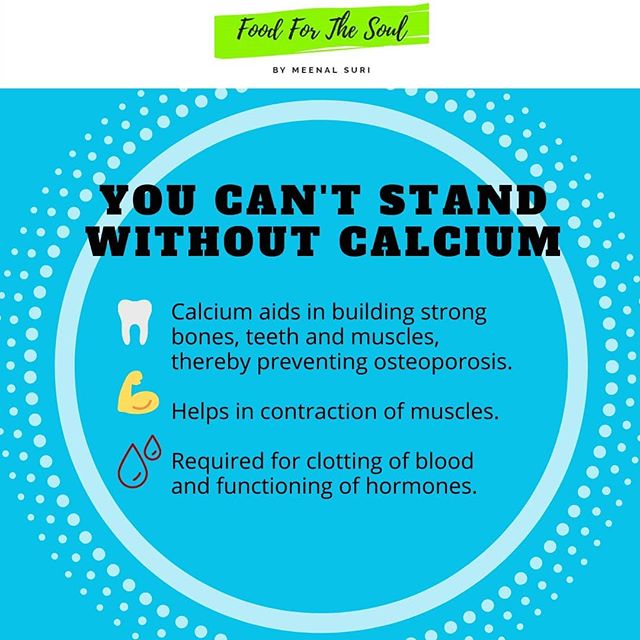 Food For The Soul
BY MEENAL SURI
YOU CAN'T STAND
WITHOUT CALCIUM
Calcium aids in building strong
bones, teeth and muscles,
thereby preventing osteoporosis.
Helps in contraction of muscles.
Required for clotting of blood
and functioning of hormones.